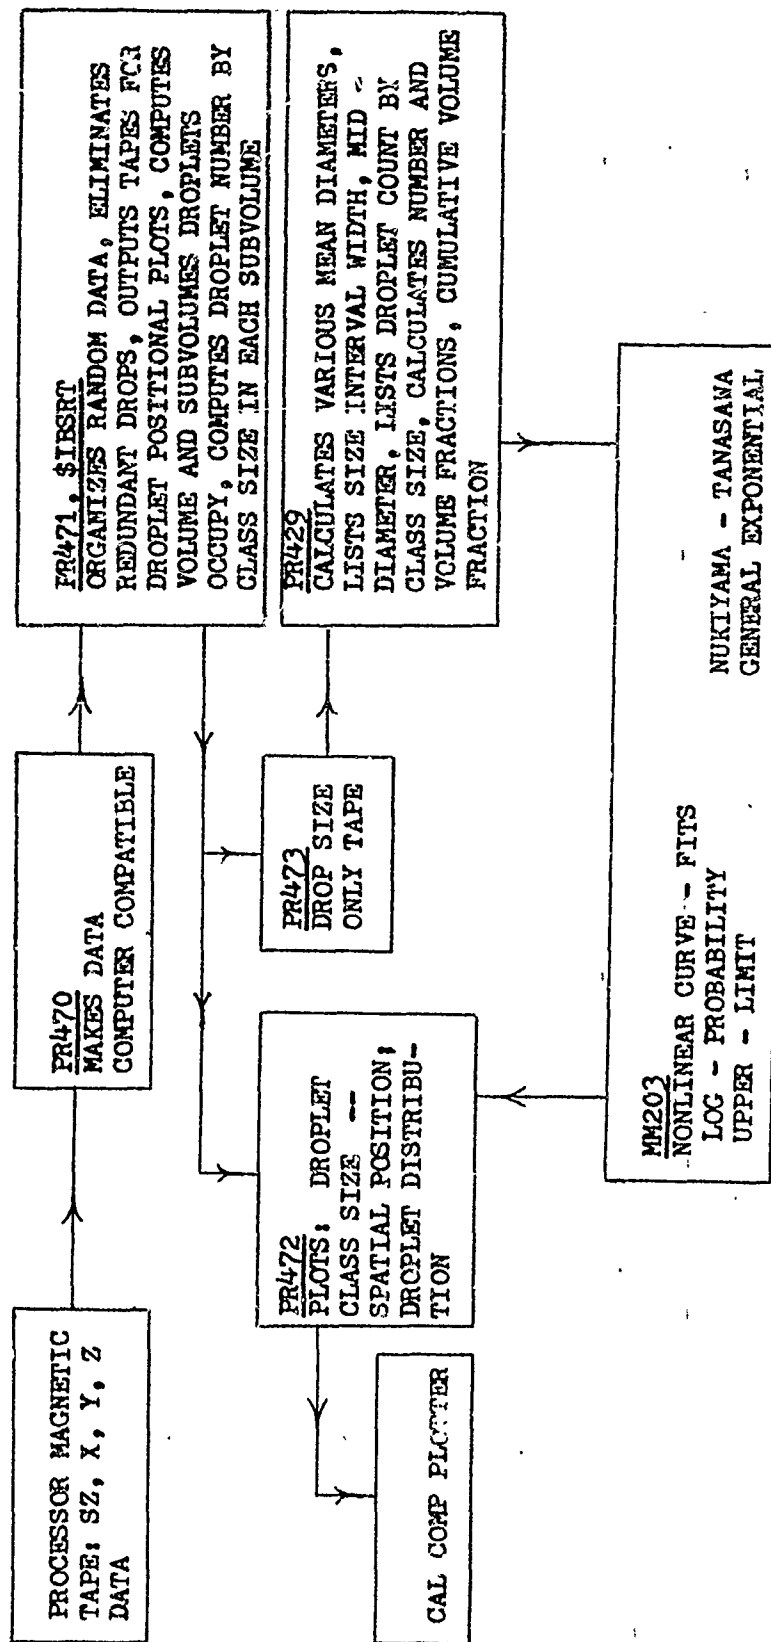 PROCESSOR MAGNETIC
TAPE: SZ, X, Y, Z
DATA
PR470
MAKES DATA
COMPUTER COMPATIBLE
PR471, $IBSRT
ORGANIZES RANDOM DATA, ELIMINATES
REDUNDANT DROPS, OUTPUTS TAPES FOR
DROPLET POSITIONAL PLOTS, COMPUTES
VOLUME AND SUBVOLUMES DROPLETS
OCCUPY, COMPUTES DROPLET NUMBER BY
CLASS SIZE IN EACH SUBVOLUME
CAL COMP PLOTTER
PR472
PLOTS: DROPLET
CLASS SIZE --
SPATIAL POSITION;
DROPLET DISTRIBU-
TION
PR473
DROP SIZE
ONLY TAPE
PR429
CALCULATES VARIOUS MEAN DIAMETERS,
LISTS SIZE INTERVAL WIDTH, MID -
DIAMETER, LISTS DROPLET COUNT BY
CLASS SIZE, CALCULATES NUMBER AND
VOLUME FRACTIONS, CUMULATIVE VOLUME
FRACTION
MM203
NONLINEAR CURVE - FITS
LOG - PROBABILITY
UPPER - LIMIT
NUKIYAMA - TANASAWA
GENERAL EXPONENTIAL